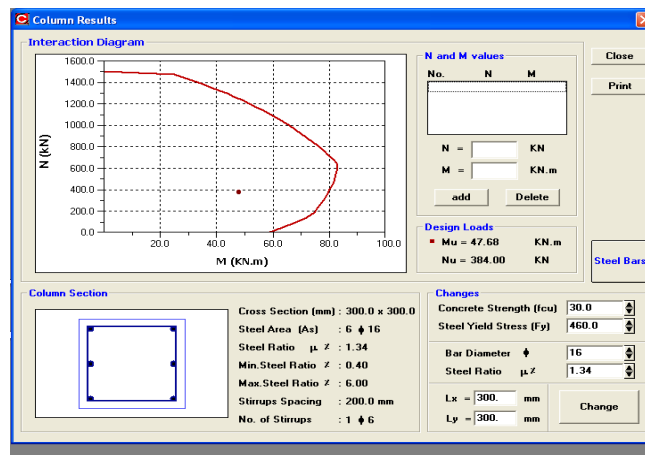 C Column Results
Interaction Diagram
1600.0
1400.0
1200.0
1000.0
800.0
600.0
400.0
200.0
0.0
N (kN)
20.0 40.0 60.0 80.0 100.0
M (KN.m)
N and M values
No. N M
N = KN
M = KN.m
add Delete
Design Loads
Mu = 47.68 KN.m
Nu = 384.00 KN
Close
Print
Steel Bars
Column Section
Cross Section (mm) : 300.0 x 300.0
Steel Area (As) : 6 ϕ 16
Steel Ratio μ % : 1.34
Min.Steel Ratio % : 0.40
Max.Steel Ratio % : 6.00
Stirrups Spacing : 200.0 mm
No. of Stirrups : 1 ϕ 6
Changes
Concrete Strength (fcu) 30.0
Steel Yield Stress (Fy) 460.0
Bar Diameter ϕ 16
Steel Ratio μ % 1.34
Lx = 300. mm
Ly = 300. mm
Change